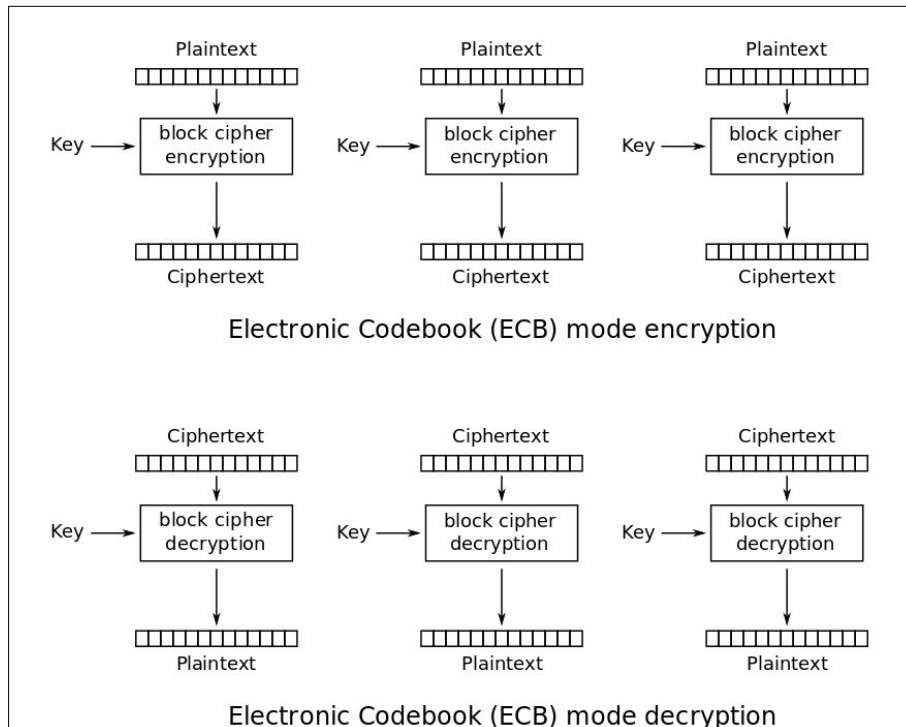 Plaintext Plaintext Plaintext
Key block cipher encryption Key block cipher encryption Key block cipher encryption
Ciphertext Ciphertext Ciphertext
Electronic Codebook (ECB) mode encryption
Ciphertext Ciphertext Ciphertext
Key block cipher decryption Key block cipher decryption Key block cipher decryption
Plaintext Plaintext Plaintext
Electronic Codebook (ECB) mode decryption